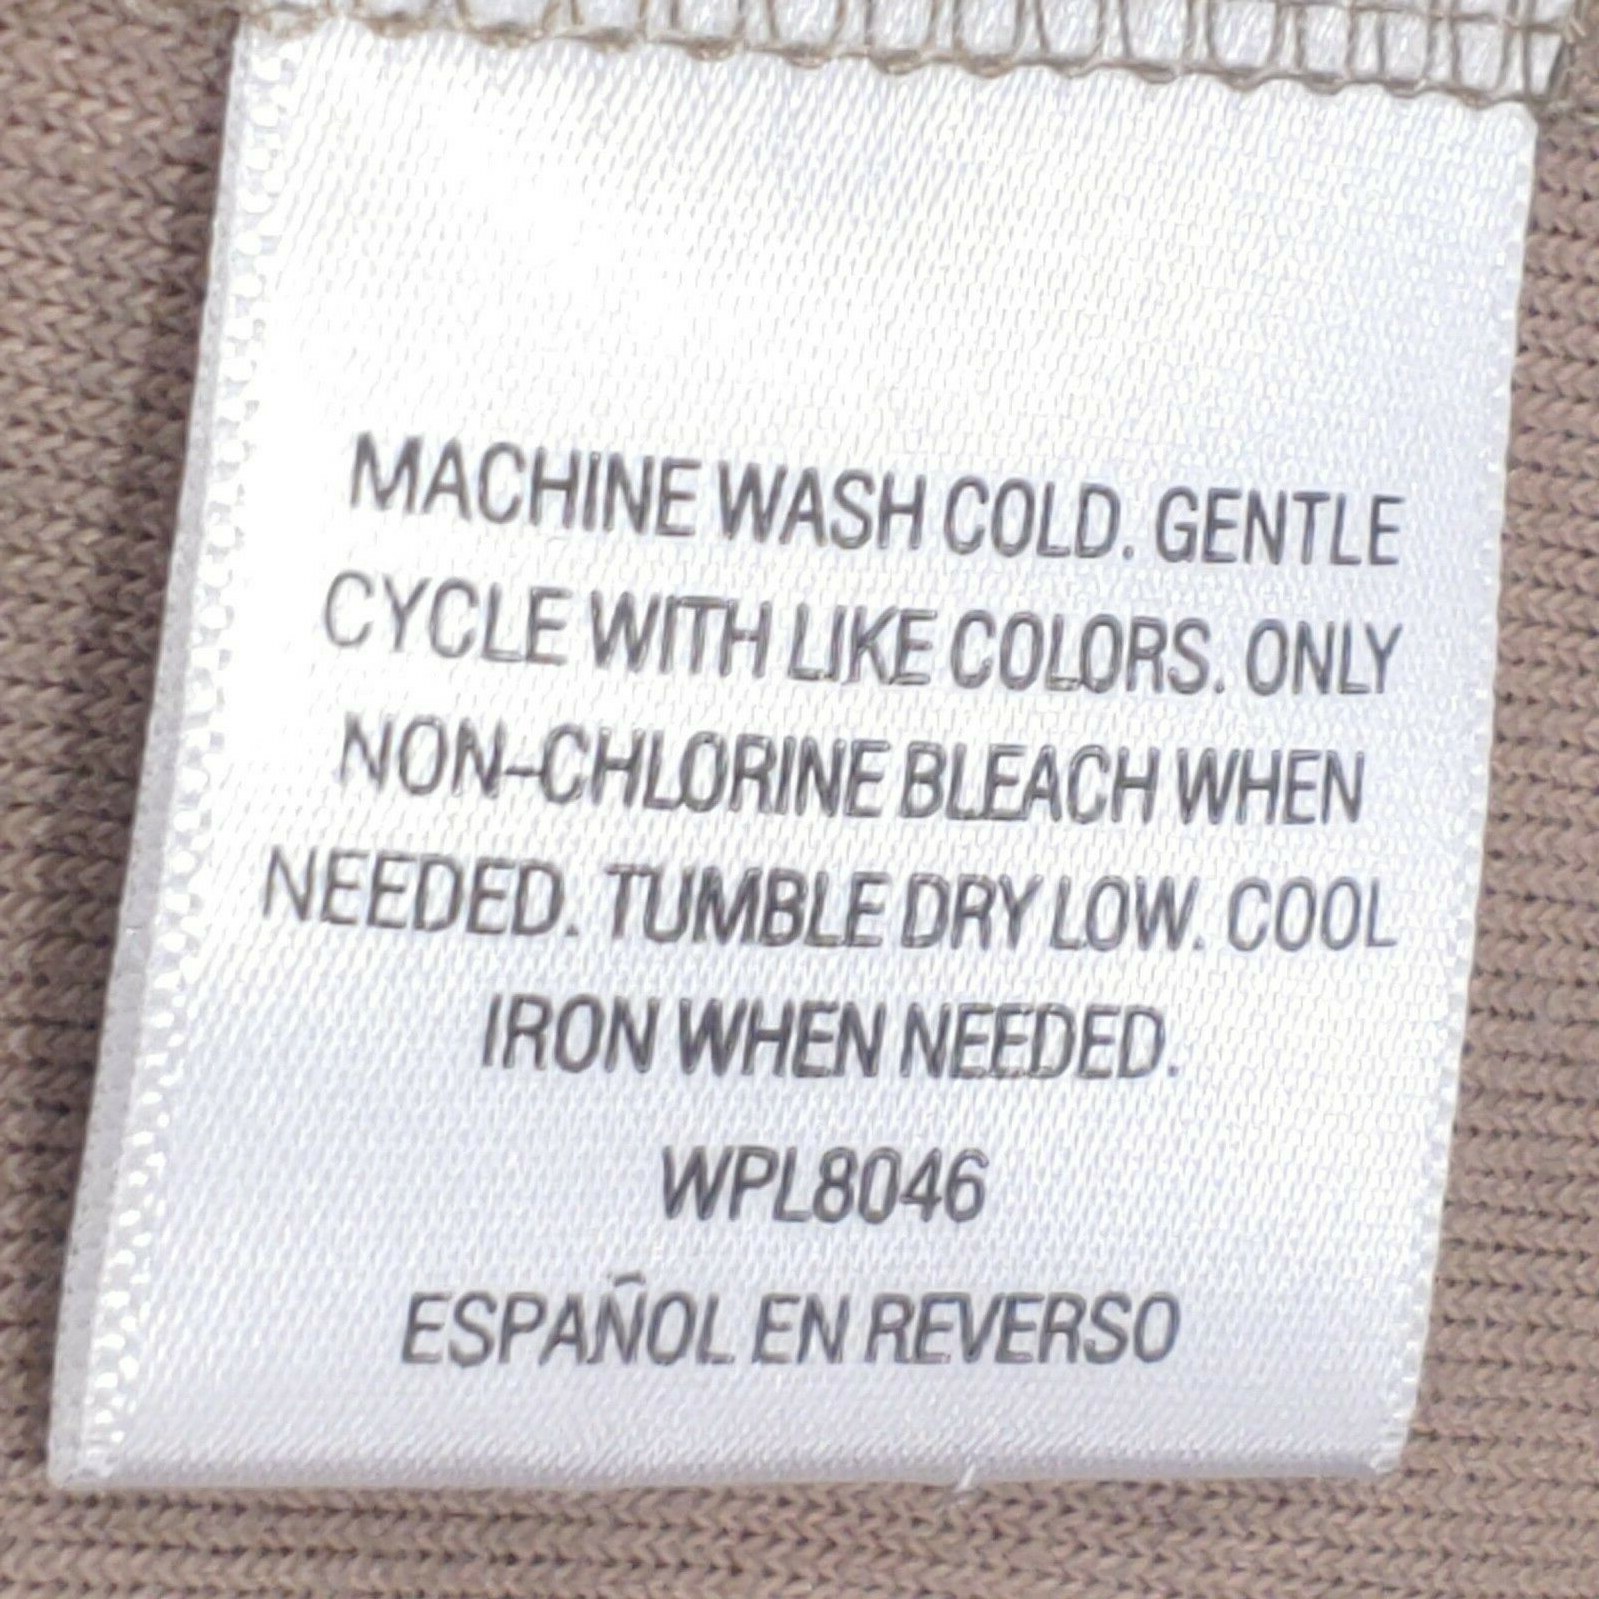 MACHINE WASH COLD. GENTLE
CYCLE WITH LIKE COLORS. ONLY
NON-CHLORINE BLEACH WHEN
NEEDED. TUMBLE DRY LOW. COOL
IRON WHEN NEEDED.
WPL8046
ESPAÑOL EN REVERSO